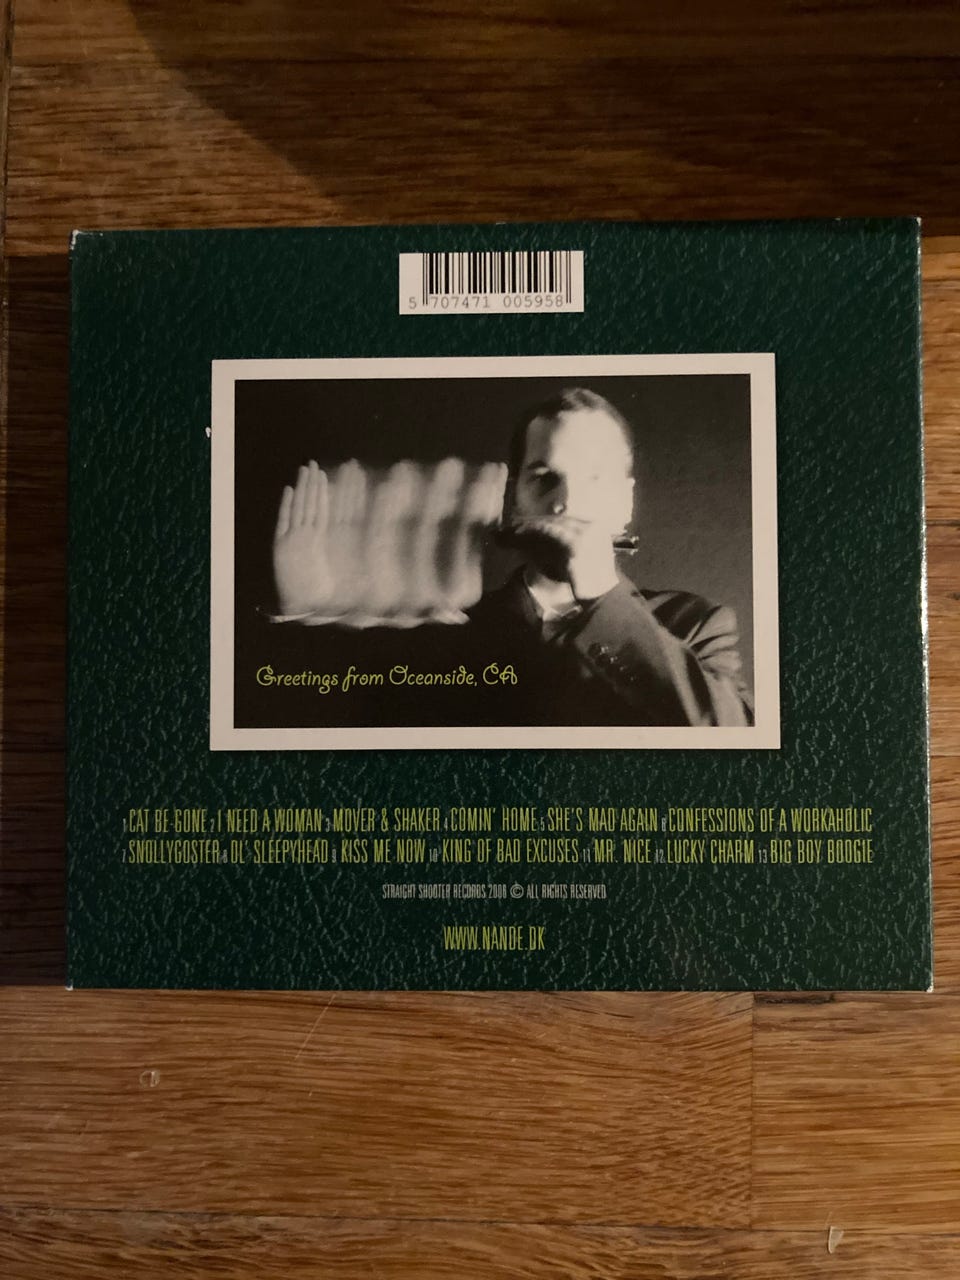 5 707471 005958
Greetings from Oceanside, CA
1 CAT BE GONE 2 I NEED A WOMAN 3 MOVER & SHAKER 4 COMIN' HOME 5 SHE'S MAD AGAIN 6 CONFESSIONS OF A WORKAHOLIC
7 SNOLLYGOSTER 8 OL' SLEEPYHEAD 9 KISS ME NOW 10 KING OF BAD EXCUSES 11 MR. NICE 12 LUCKY CHARM 13 BIG BOY BOOGIE
STRAIGHT SHOOTER RECORDS 2008 © ALL RIGHTS RESERVED
WWW.NANDE.DK